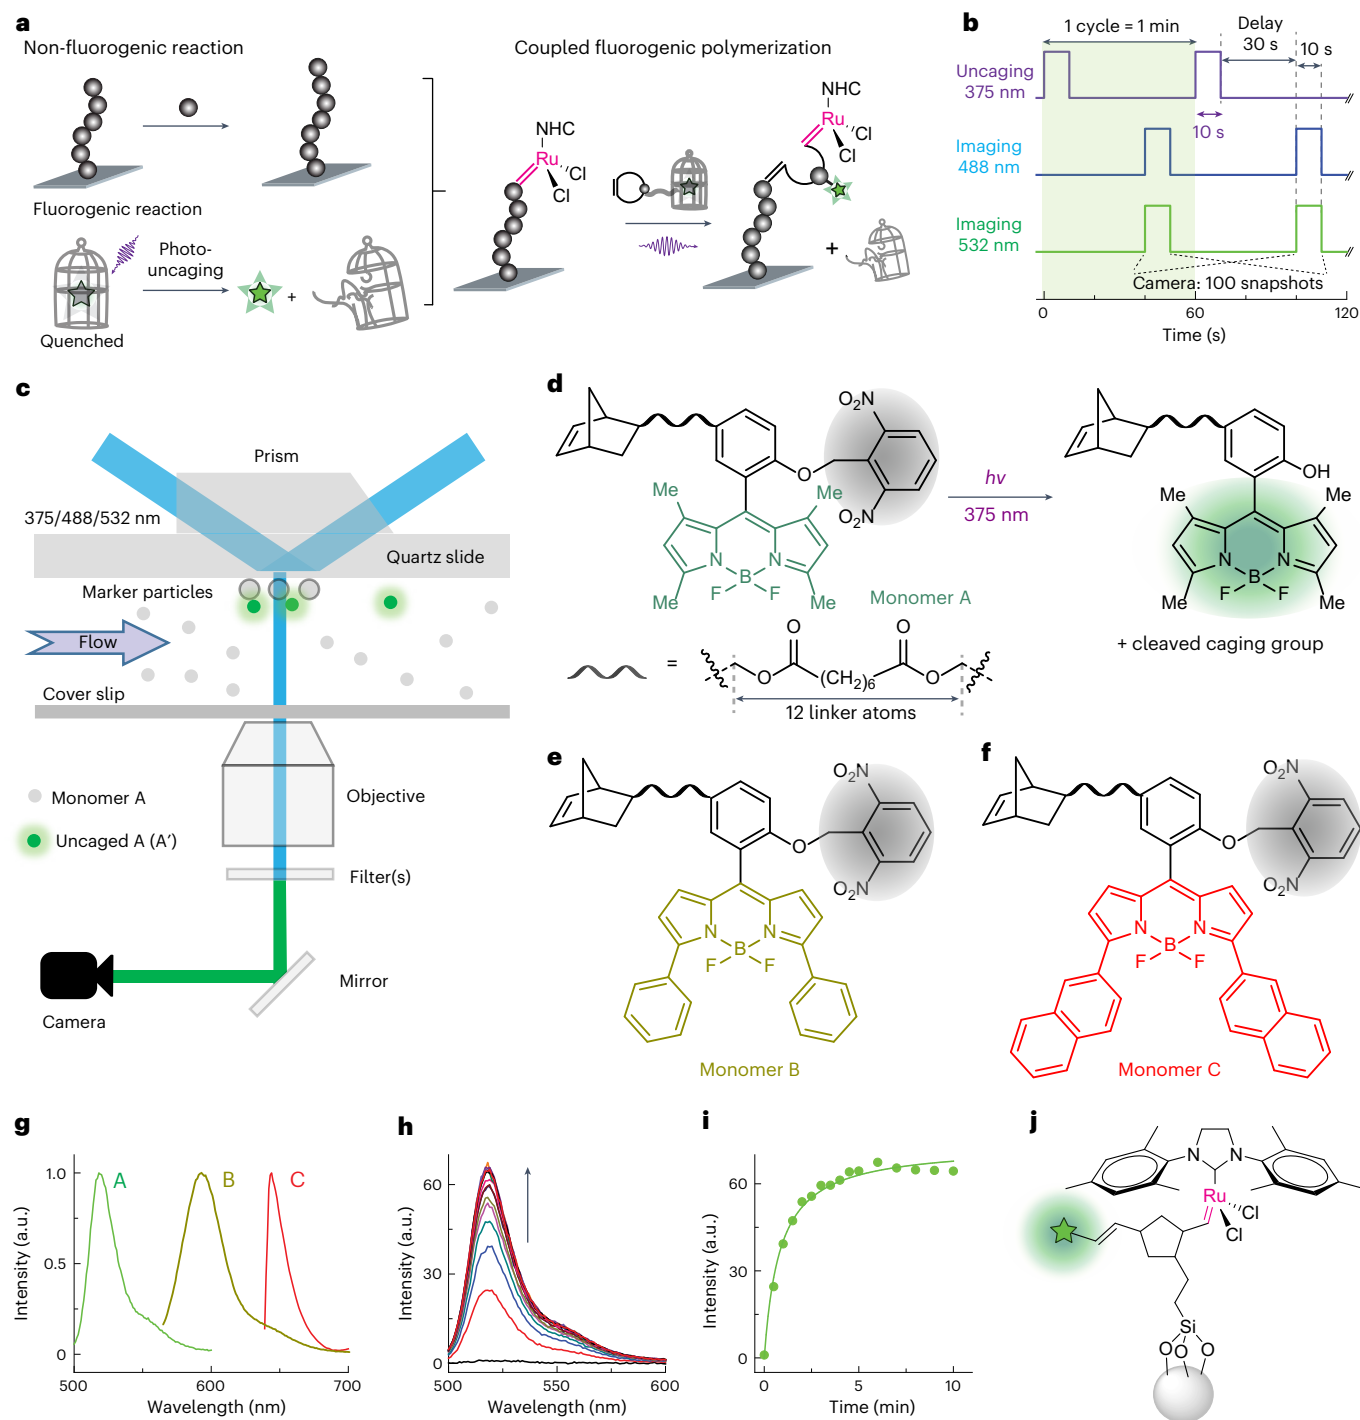 a
Non-fluorogenic reaction
Coupled fluorogenic polymerization
NHC
Ru
Cl
Cl
NHC
Ru
Cl
Cl
Fluorogenic reaction
Photo-
uncaging
+
+
Quenched
b
1 cycle = 1 min
Delay
30 s
10 s
Uncaging
375 nm
10 s
Imaging
488 nm
Imaging
532 nm
Camera: 100 snapshots
0
60
120
Time (s)
c
Prism
375/488/532 nm
Quartz slide
Marker particles
Flow
Cover slip
Monomer A
Objective
Uncaged A (A′)
Filter(s)
Mirror
Camera
d
O2N
O
O2N
Me
Me
N
N
B
F
F
Me
Me
Monomer A
hv
375 nm
OH
Me
Me
N
N
B
F
F
Me
Me
+ cleaved caging group
=
O
O
O
(CH2)6
O
12 linker atoms
e
O2N
O
O2N
N
N
B
F
F
Monomer B
f
O2N
O
O2N
N
N
B
F
F
Monomer C
g
A
B
C
1.0
0.5
0
500
600
700
Wavelength (nm)
h
Intensity (a.u.)
60
30
0
500
550
600
Wavelength (nm)
i
Intensity (a.u.)
60
30
0
0
5
10
Time (min)
j
N
N
Ru
Cl
Cl
Si
O
O
O